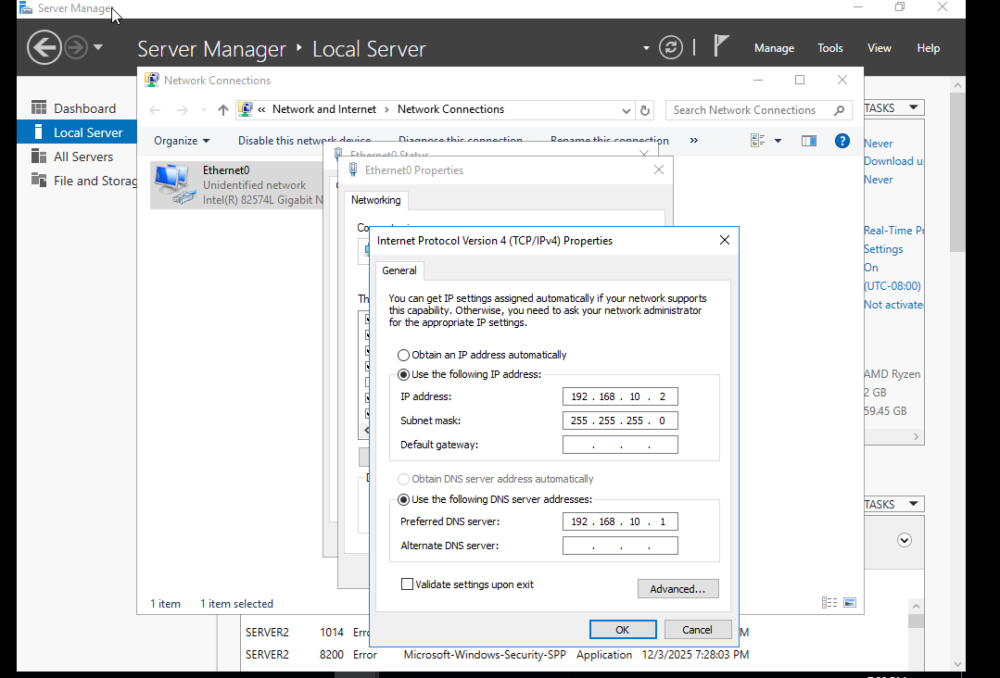 Server Manager
Server Manager ‣ Local Server
Manage Tools View Help
Network Connections
« Network and Internet › Network Connections
Search Network Connections
Organize Disable this network device Diagnose this connection Rename this connection »
Dashboard
Local Server
All Servers
File and Storag
Ethernet0
Unidentified network
Intel(R) 82574L Gigabit N
Ethernet0 Status
Ethernet0 Properties
Networking
Internet Protocol Version 4 (TCP/IPv4) Properties
General
You can get IP settings assigned automatically if your network supports
this capability. Otherwise, you need to ask your network administrator
for the appropriate IP settings.
Obtain an IP address automatically
Use the following IP address:
IP address: 192 . 168 . 10 . 2
Subnet mask: 255 . 255 . 255 . 0
Default gateway: . . .
Obtain DNS server address automatically
Use the following DNS server addresses:
Preferred DNS server: 192 . 168 . 10 . 1
Alternate DNS server: . . .
Validate settings upon exit
Advanced...
OK Cancel
TASKS
Never
Download u
Never
Real-Time Pr
Settings
On
(UTC-08:00)
Not activate
AMD Ryzen
2 GB
59.45 GB
TASKS
1 item 1 item selected
SERVER2 1014 Erro
SERVER2 8200 Error Microsoft-Windows-Security-SPP Application 12/3/2025 7:28:03 PM